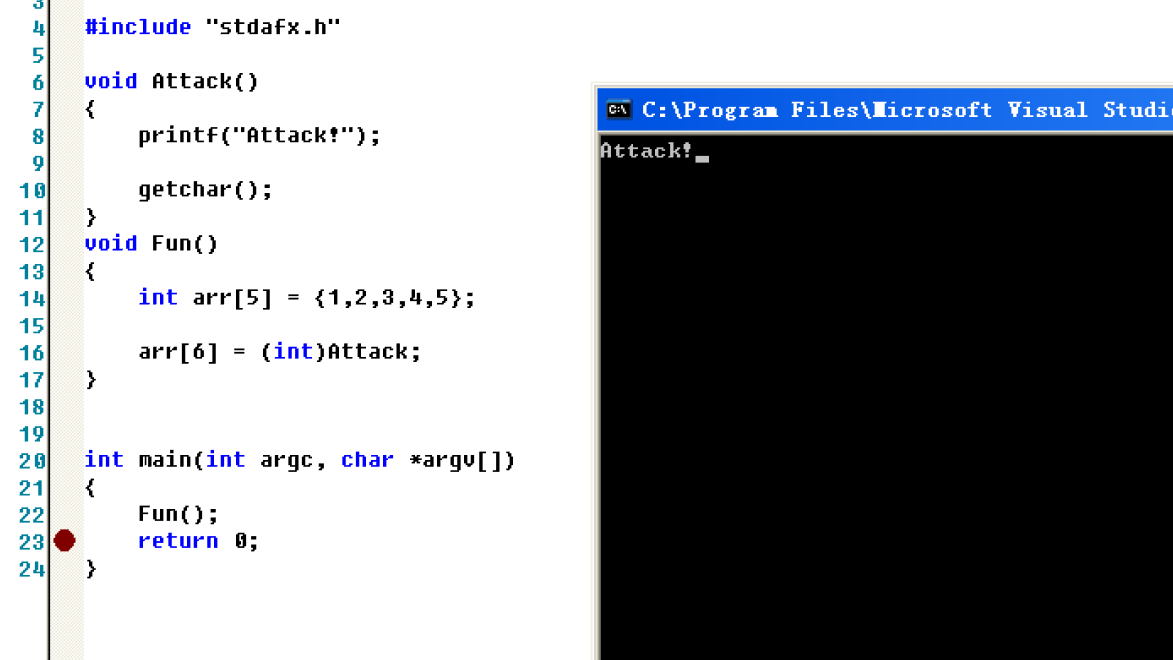 3
4 #include "stdafx.h"
5
6 void Attack()
7 {
8 printf("Attack!");
9
10 getchar();
11 }
12 void Fun()
13 {
14 int arr[5] = {1,2,3,4,5};
15
16 arr[6] = (int)Attack;
17 }
18
19
20 int main(int argc, char *argv[])
21 {
22 Fun();
23 return 0;
24 }
C:\Program Files\Microsoft Visual Studio
Attack!_